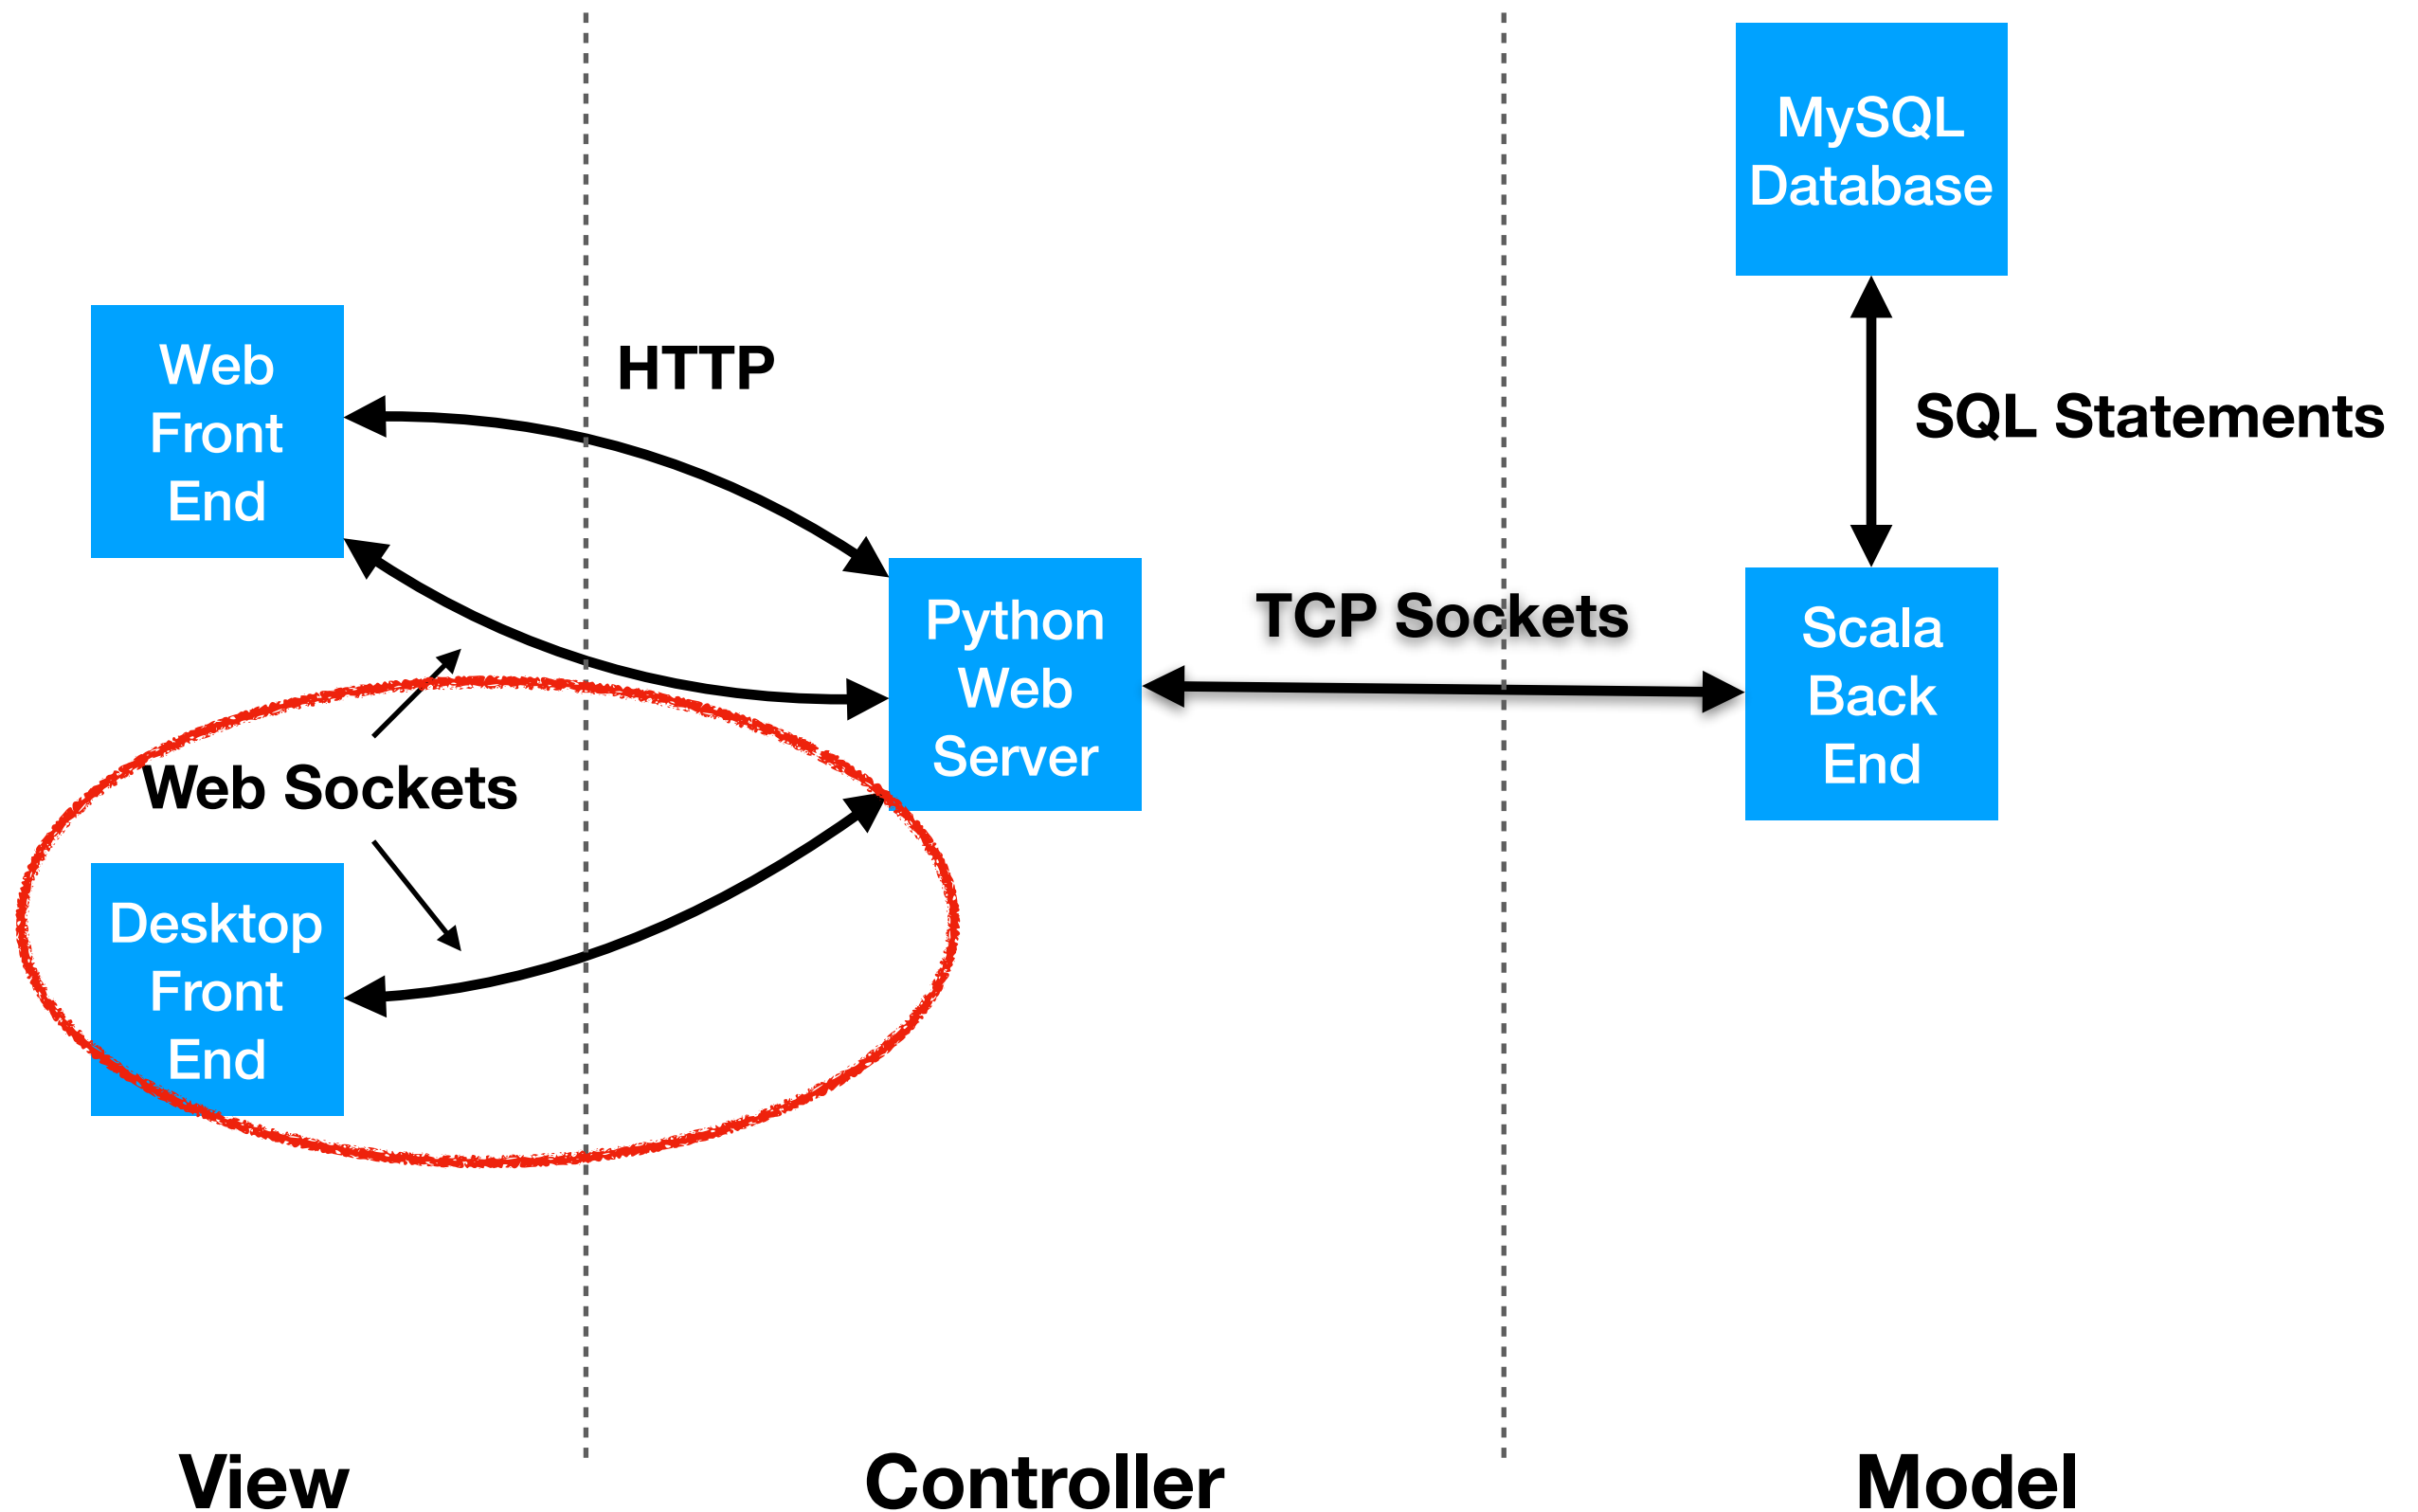 MySQL
Database
Web
Front
End
HTTP
SQL Statements
Python
Web
Server
TCP Sockets
Scala
Back
End
Web Sockets
Desktop
Front
End
View
Controller
Model